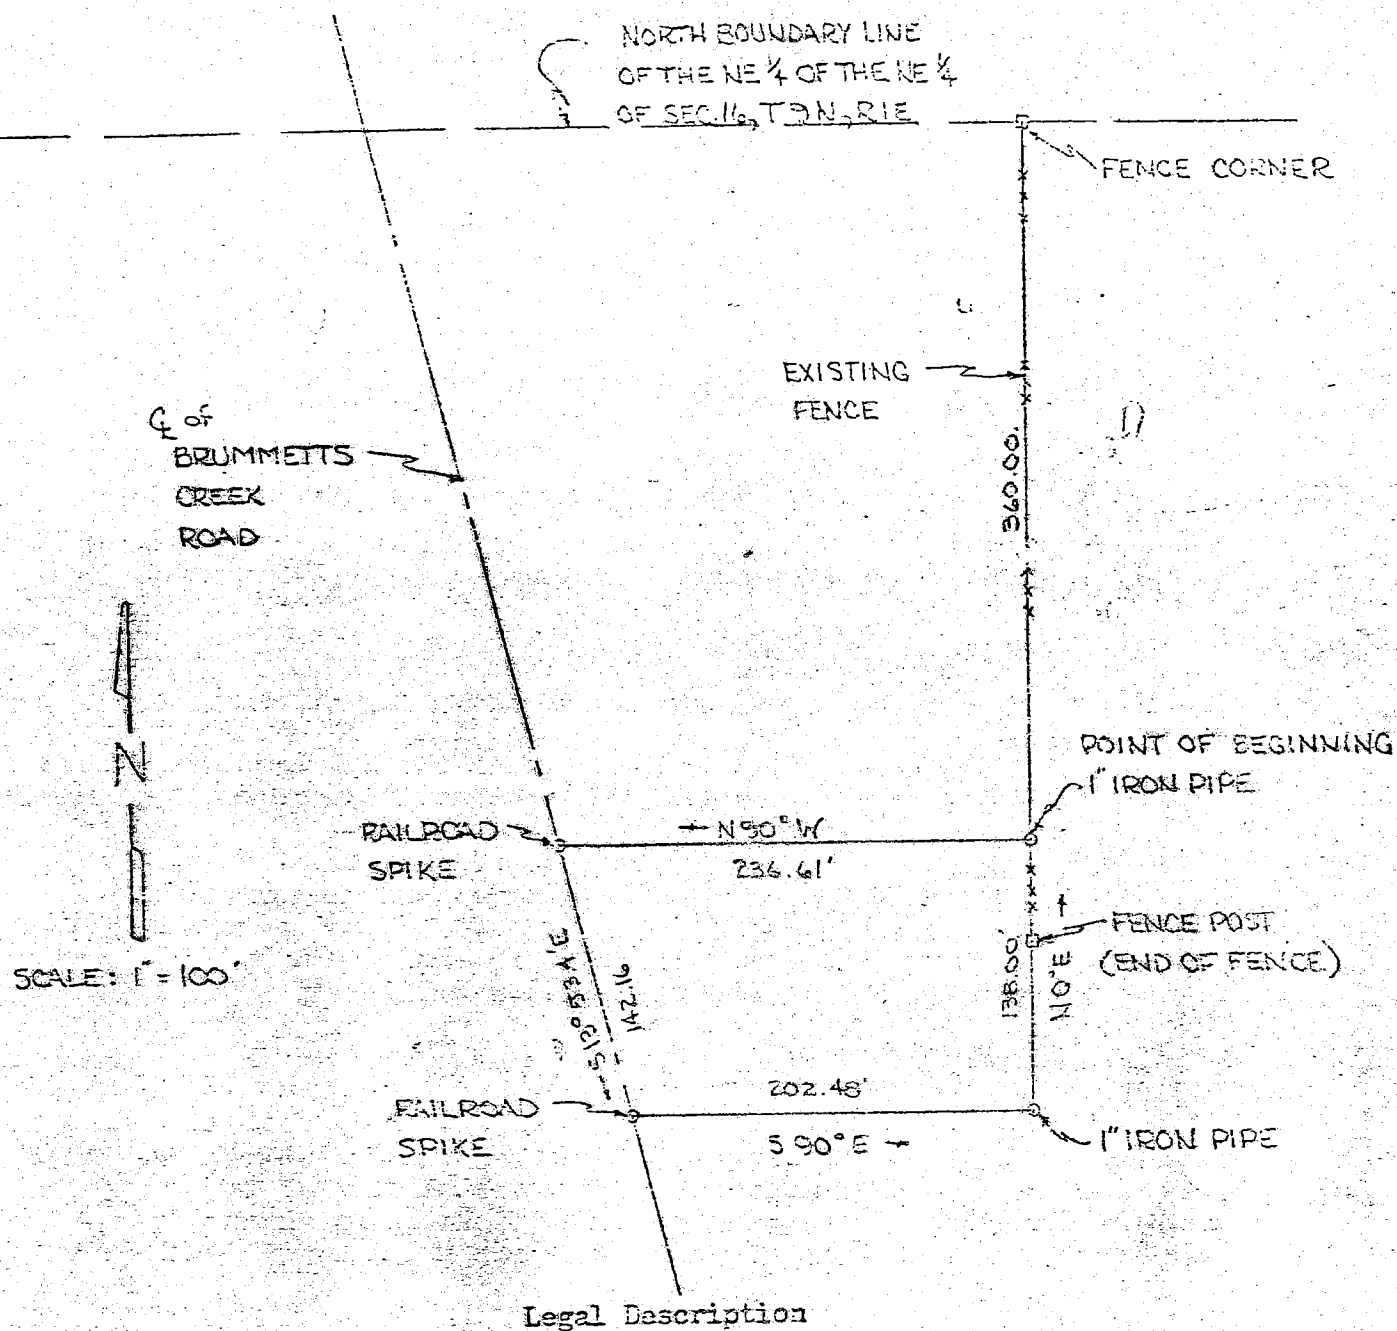 NORTH BOUNDARY LINE
OF THE NE 1/4 OF THE NE 1/4
OF SEC. 16, T 9 N, R 1 E
FENCE CORNER
EXISTING
FENCE
360.00
℄ of
BRUMMETTS
CREEK
ROAD
N
SCALE: 1" = 100'
POINT OF BEGINNING
1" IRON PIPE
RAILROAD
SPIKE
N 90° W
236.61'
FENCE POST
(END OF FENCE)
138.00'
N 0° E
S 13° 53' E
142.16
RAILROAD
SPIKE
202.48'
S 90° E
1" IRON PIPE
Legal Description